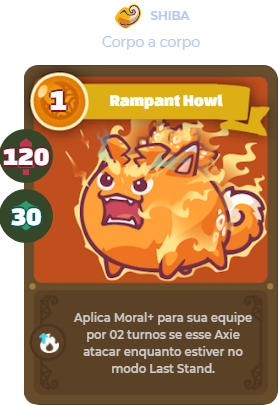 SHIBA
Corpo a corpo
1
Rampant Howl
120
30
Aplica Moral+ para sua equipe
por 02 turnos se esse Axie
atacar enquanto estiver no
modo Last Stand.